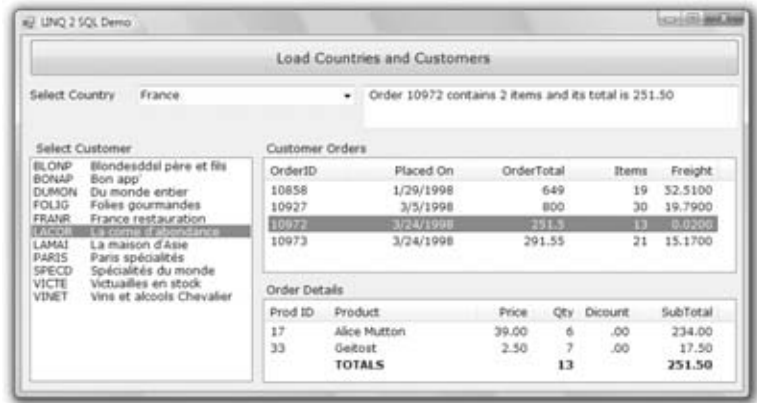 LINQ 2 SQL Demo
Load Countries and Customers
Select Country France Order 10972 contains 2 items and its total is 251.50
Select Customer
BLONP Blondesddsl père et fils
BONAP Bon app'
DUMON Du monde entier
FOLIG Folies gourmandes
FRANR France restauration
LACOR La corne d'abondance
LAMAI La maison d'Asie
PARIS Paris spécialités
SPECD Spécialités du monde
VICTE Victuailles en stock
VINET Vins et alcools Chevalier
Customer Orders
OrderID Placed On OrderTotal Items Freight
10858 1/29/1998 649 19 52.5100
10927 3/5/1998 800 30 19.7900
10972 3/24/1998 251.5 13 0.0200
10973 3/24/1998 291.55 21 15.1700
Order Details
Prod ID Product Price Qty Dicount SubTotal
17 Alice Mutton 39.00 6 .00 234.00
33 Geitost 2.50 7 .00 17.50
TOTALS 13 251.50